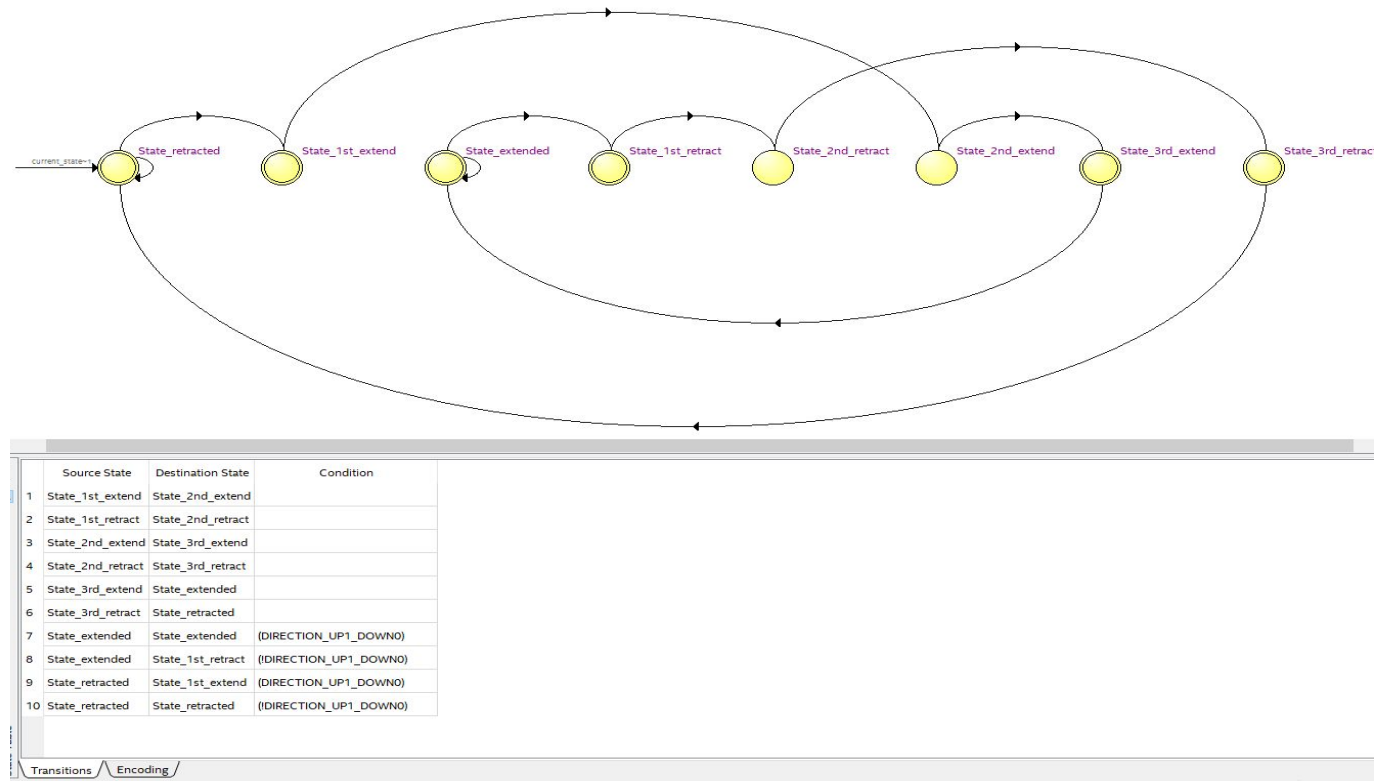 current_state~1
State_retracted
State_1st_extend
State_extended
State_1st_retract
State_2nd_retract
State_2nd_extend
State_3rd_extend
State_3rd_retract
Source State Destination State Condition
1 State_1st_extend State_2nd_extend
2 State_1st_retract State_2nd_retract
3 State_2nd_extend State_3rd_extend
4 State_2nd_retract State_3rd_retract
5 State_3rd_extend State_extended
6 State_3rd_retract State_retracted
7 State_extended State_extended (DIRECTION_UP1_DOWN0)
8 State_extended State_1st_retract (!DIRECTION_UP1_DOWN0)
9 State_retracted State_1st_extend (DIRECTION_UP1_DOWN0)
10 State_retracted State_retracted (!DIRECTION_UP1_DOWN0)
Transitions Encoding